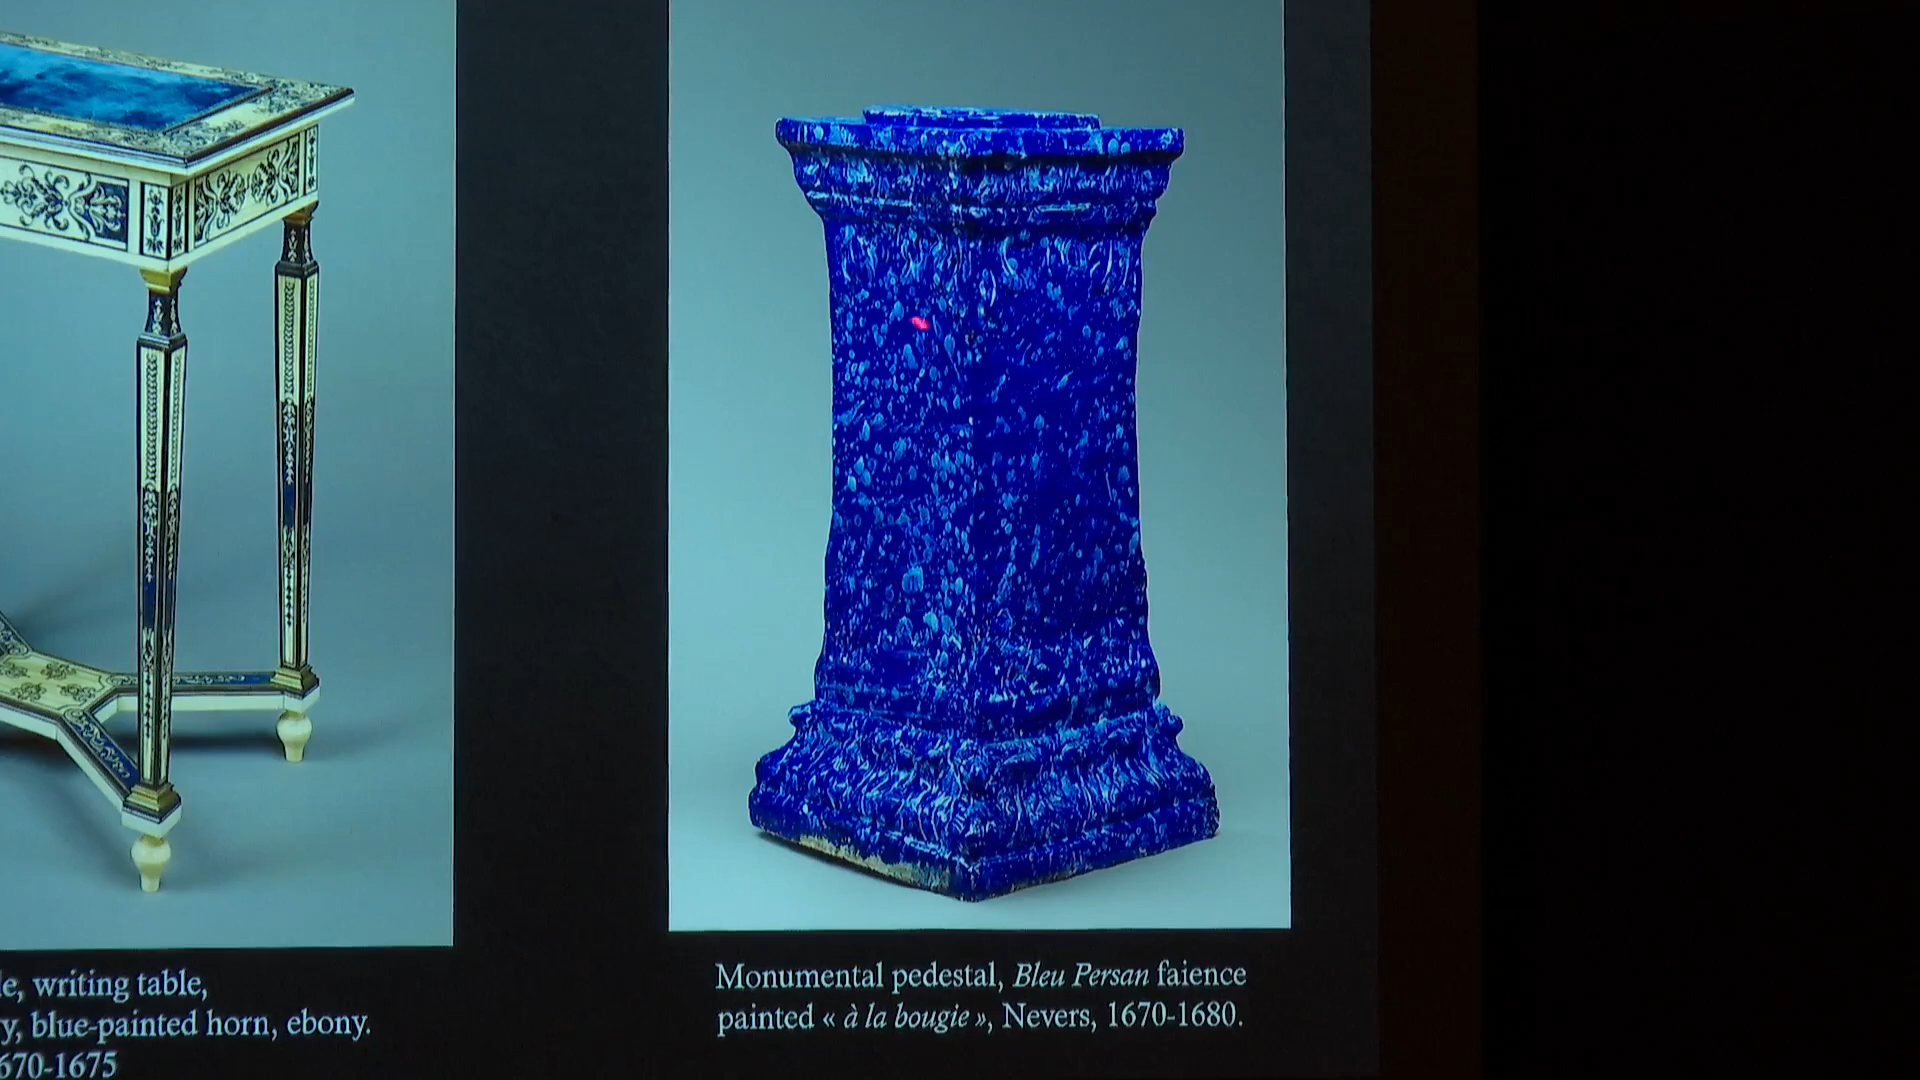 writing table,
blue-painted horn, ebony.
670-1675
Monumental pedestal, Bleu Persan faience
painted « à la bougie », Nevers, 1670-1680.